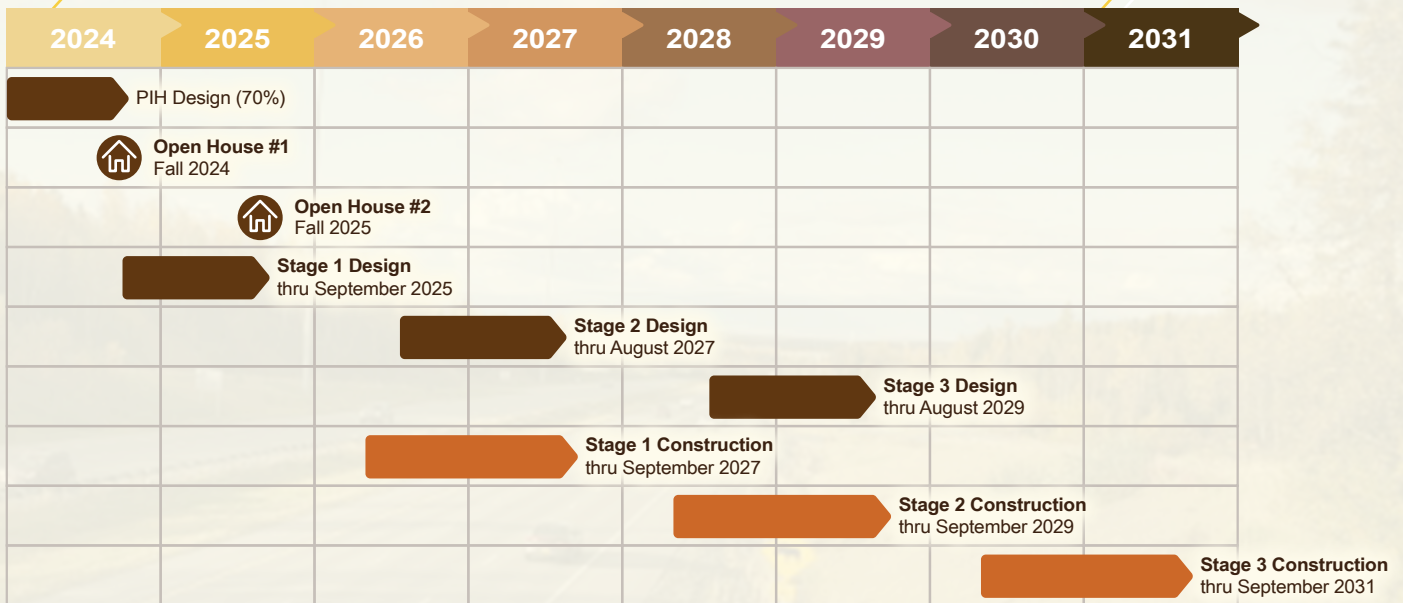 2024 2025 2026 2027 2028 2029 2030 2031
PIH Design (70%)
Open House #1
Fall 2024
Open House #2
Fall 2025
Stage 1 Design
thru September 2025
Stage 2 Design
thru August 2027
Stage 3 Design
thru August 2029
Stage 1 Construction
thru September 2027
Stage 2 Construction
thru September 2029
Stage 3 Construction
thru September 2031